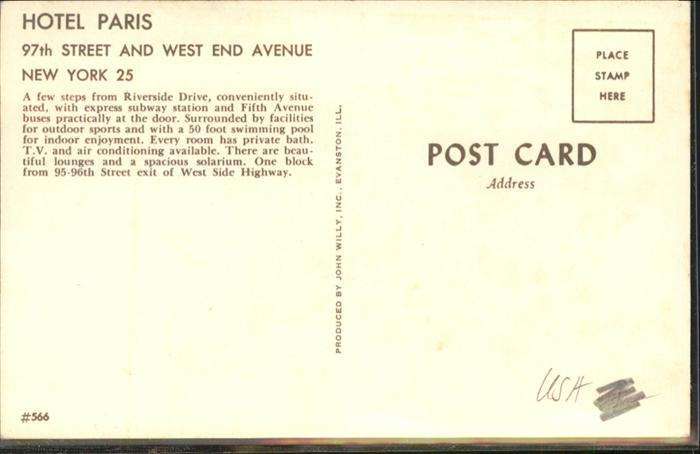 HOTEL PARIS
97th STREET AND WEST END AVENUE
NEW YORK 25
A few steps from Riverside Drive, conveniently situ-
ated, with express subway station and Fifth Avenue
buses practically at the door. Surrounded by facilities
for outdoor sports and with a 50 foot swimming pool
for indoor enjoyment. Every room has private bath.
T.V. and air conditioning available. There are beau-
tiful lounges and a spacious solarium. One block
from 95-96th Street exit of West Side Highway.
#566
PRODUCED BY JOHN WILLY, INC., EVANSTON, ILL.
PLACE
STAMP
HERE
POST CARD
Address
USA